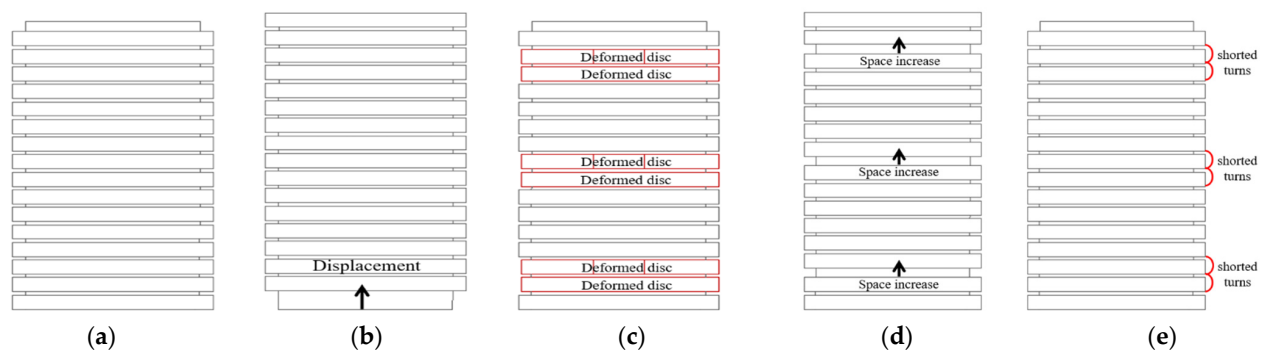 Displacement
Deformed disc
Deformed disc
Deformed disc
Deformed disc
Deformed disc
Deformed disc
Space increase
Space increase
Space increase
shorted
turns
shorted
turns
shorted
turns
(a)
(b)
(c)
(d)
(e)